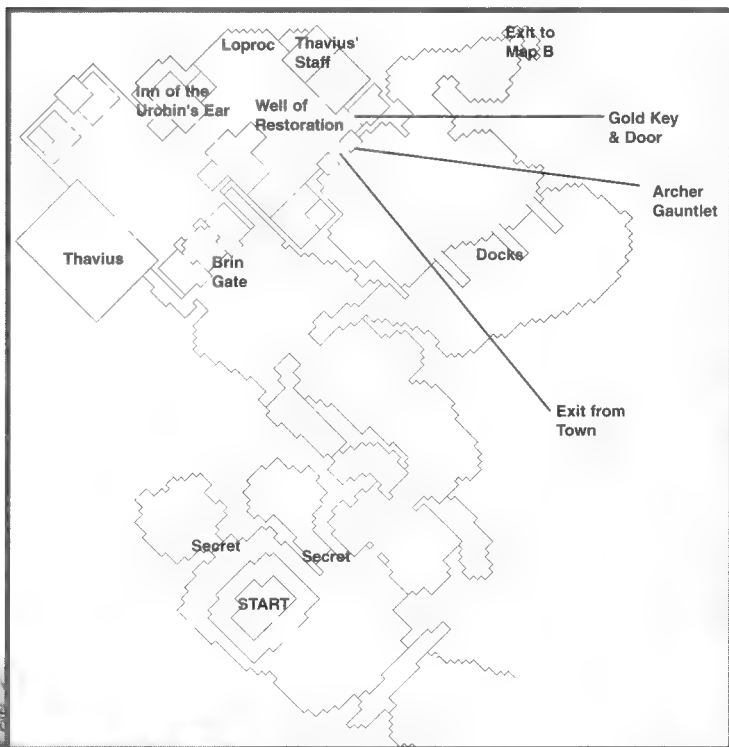 Loproc
Thavius'
Staff
Exit to
Map B
Inn of the
Urobin's Ear
Well of
Restoration
Gold Key
& Door
Archer
Gauntlet
Thavius
Brin
Gate
Docks
Exit from
Town
Secret
Secret
START